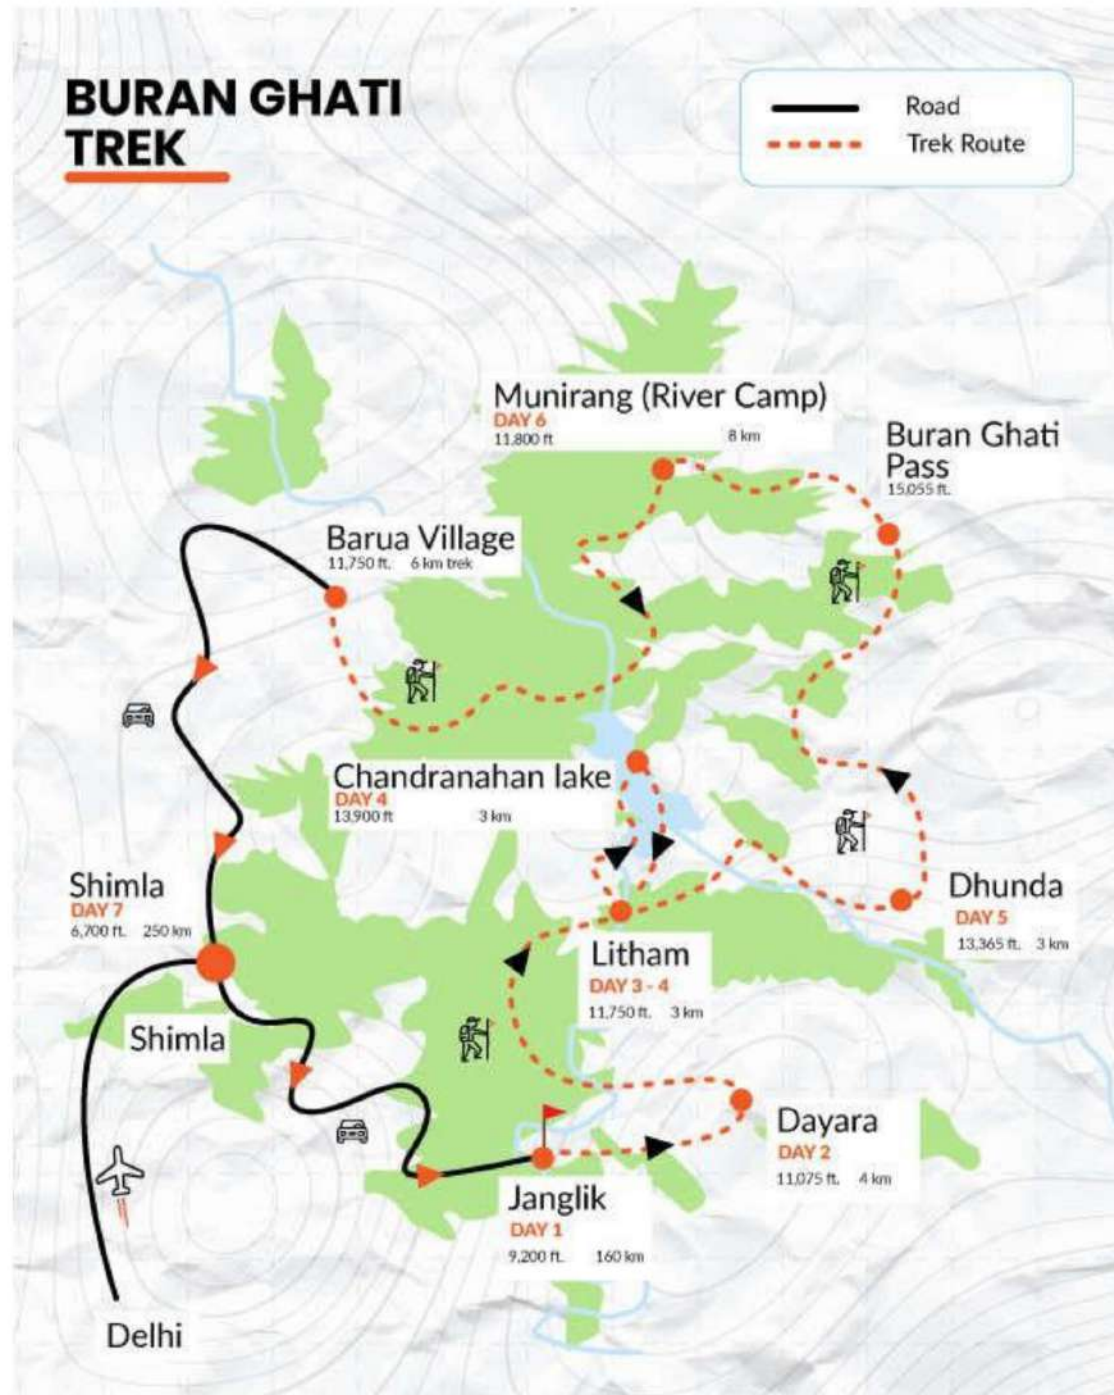 BURAN GHATI
TREK
Road
Trek Route
Munirang (River Camp)
DAY 6
11,800 ft 8 km
Buran Ghati
Pass
15,055 ft.
Barua Village
11,750 ft. 6 km trek
Chandranahan lake
DAY 4
13,900 ft 3 km
Shimla
DAY 7
6,700 ft. 250 km
Dhunda
DAY 5
13,365 ft. 3 km
Litham
DAY 3 - 4
11,750 ft. 3 km
Shimla
Dayara
DAY 2
11,075 ft. 4 km
Janglik
DAY 1
9,200 ft. 160 km
Delhi